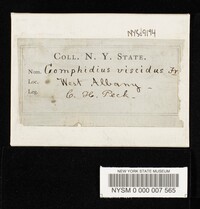 NYSf9194
COLL. N. Y. STATE.
Nom. Gomphidius viscidus Fr
Loc. West Albany
Leg. C. H. Peck.
NEW YORK STATE MUSEUM
NYSM 0 000 007 565